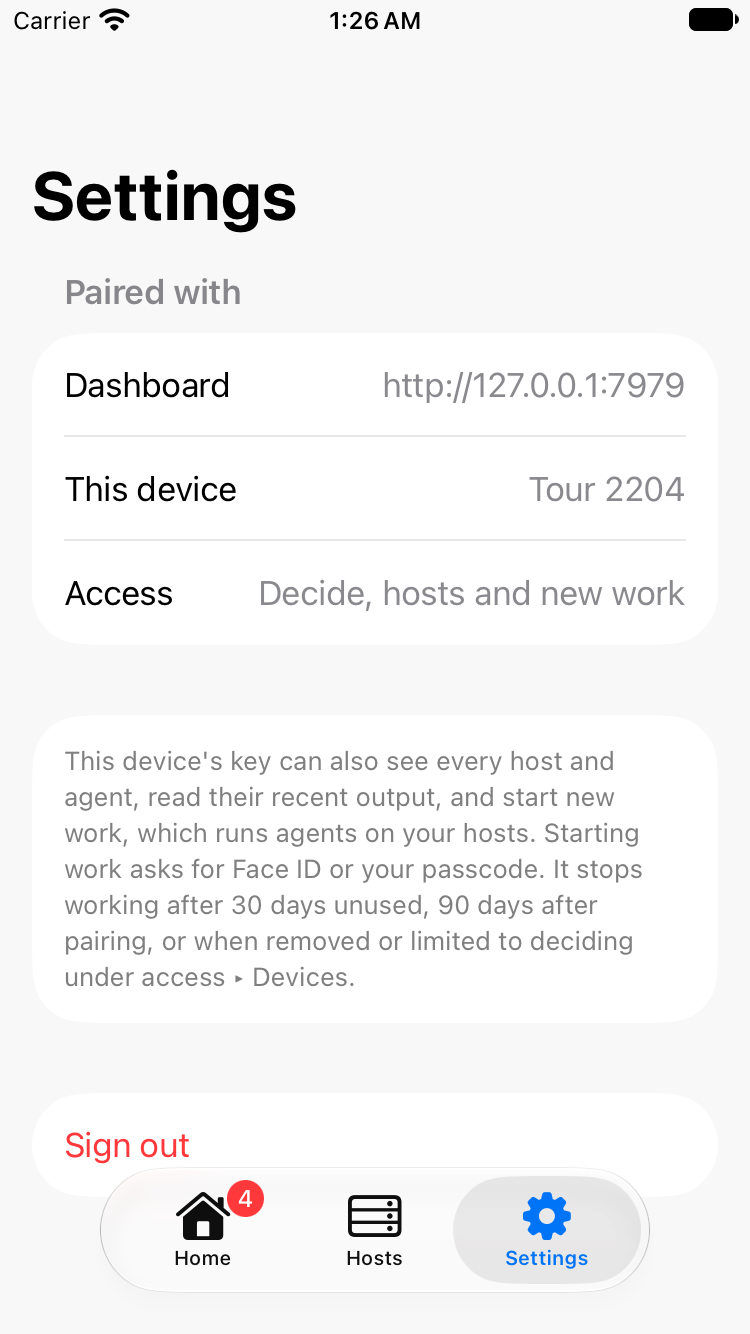 Carrier 1:26 AM
Settings
Paired with
Dashboard http://127.0.0.1:7979
This device Tour 2204
Access Decide, hosts and new work
This device's key can also see every host and
agent, read their recent output, and start new
work, which runs agents on your hosts. Starting
work asks for Face ID or your passcode. It stops
working after 30 days unused, 90 days after
pairing, or when removed or limited to deciding
under access ▸ Devices.
Sign out
4
Home Hosts Settings